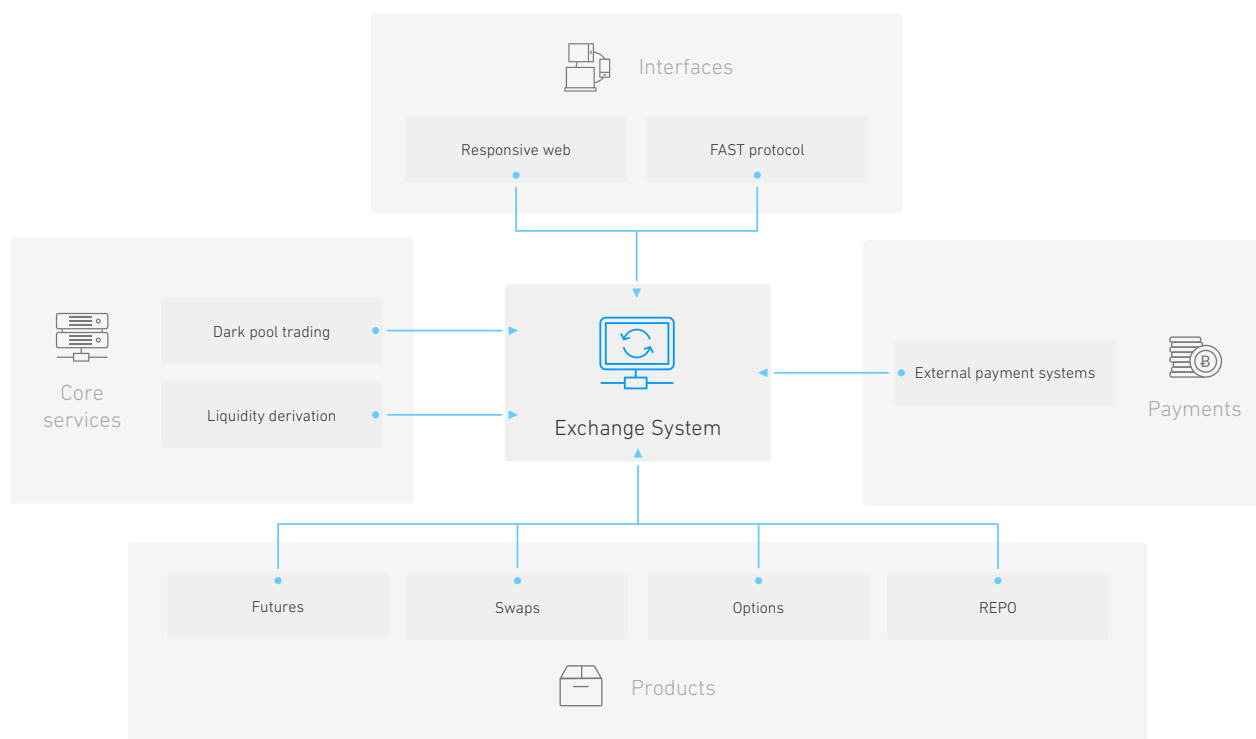 Interfaces
Responsive web
FAST protocol
Dark pool trading
Liquidity derivation
Core
services
Exchange System
External payment systems
Payments
Futures
Swaps
Options
REPO
Products